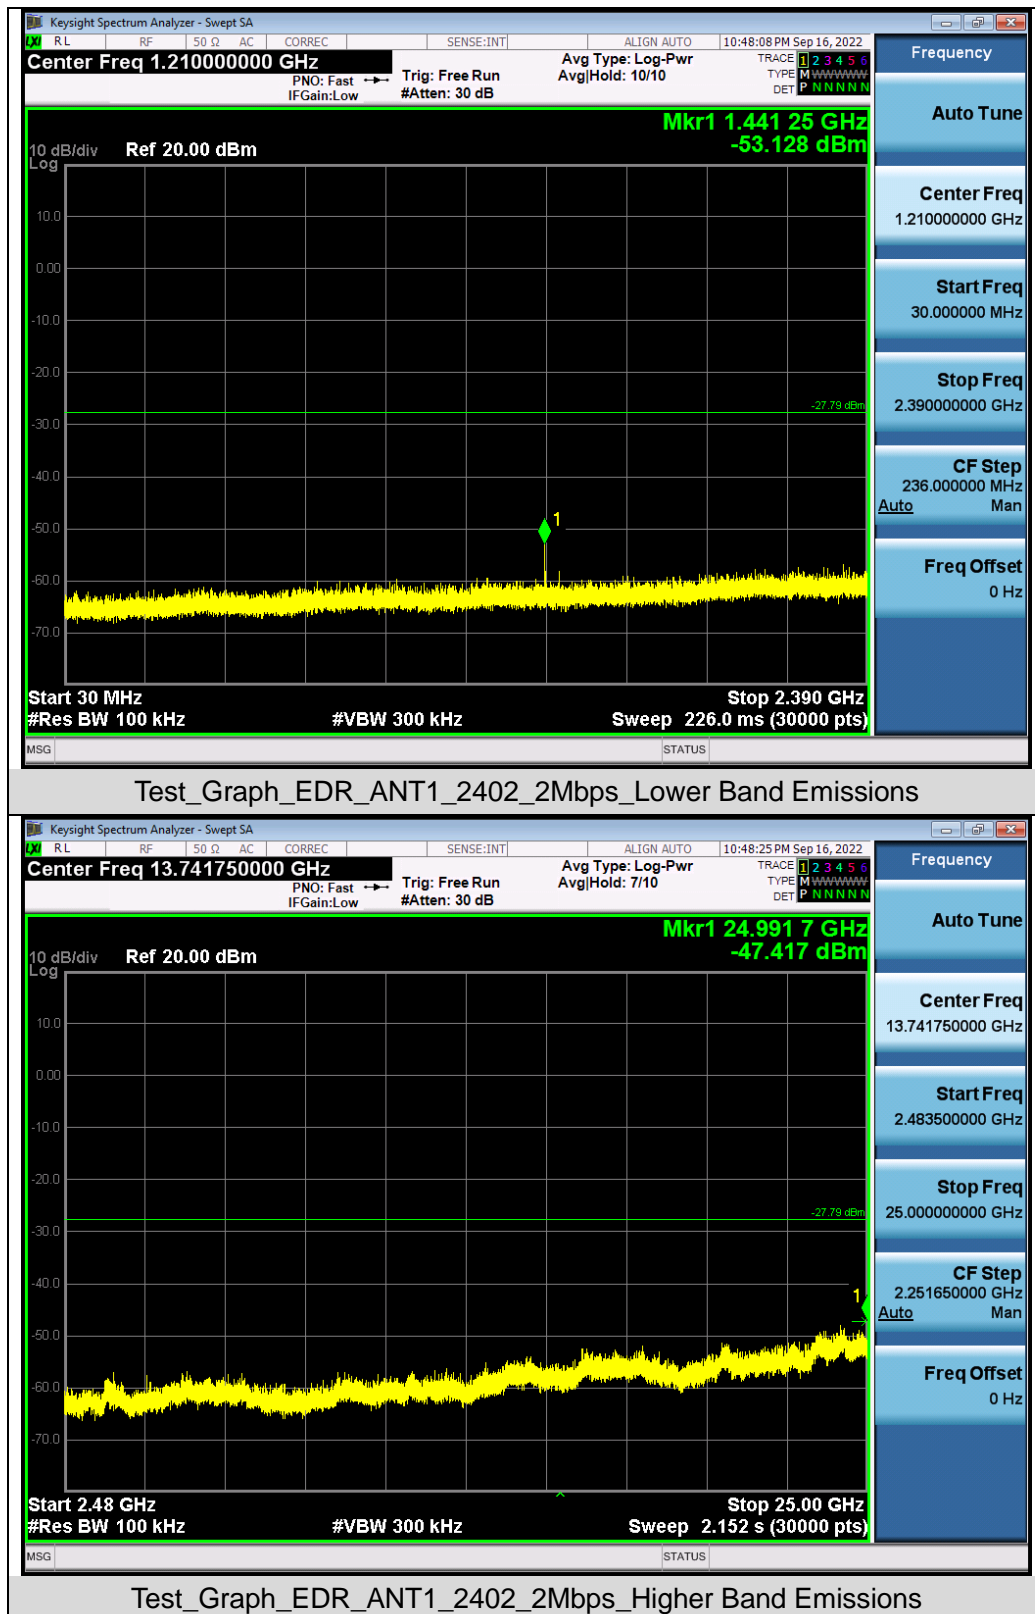 Keysight Spectrum Analyzer - Swept SA
LXI RL RF 50 Ω AC CORREC SENSE:INT ALIGN AUTO 10:48:08 PM Sep 16, 2022
Center Freq 1.210000000 GHz
PNO: Fast
IFGain:Low
Trig: Free Run
#Atten: 30 dB
Avg Type: Log-Pwr
Avg|Hold: 10/10
TRACE 1 2 3 4 5 6
TYPE M WWWWW
DET P N N N N N
Frequency
Auto Tune
Center Freq
1.210000000 GHz
Start Freq
30.000000 MHz
Stop Freq
2.390000000 GHz
CF Step
236.000000 MHz
Auto Man
Freq Offset
0 Hz
Mkr1 1.441 25 GHz
-53.128 dBm
10 dB/div Ref 20.00 dBm
Log
10.0
0.00
-10.0
-20.0
-27.79 dBm
-30.0
-40.0
1
-50.0
-60.0
-70.0
Start 30 MHz Stop 2.390 GHz
#Res BW 100 kHz #VBW 300 kHz Sweep 226.0 ms (30000 pts)
MSG STATUS
Test_Graph_EDR_ANT1_2402_2Mbps_Lower Band Emissions
Keysight Spectrum Analyzer - Swept SA
LXI RL RF 50 Ω AC CORREC SENSE:INT ALIGN AUTO 10:48:25 PM Sep 16, 2022
Center Freq 13.741750000 GHz
PNO: Fast
IFGain:Low
Trig: Free Run
#Atten: 30 dB
Avg Type: Log-Pwr
Avg|Hold: 7/10
TRACE 1 2 3 4 5 6
TYPE M WWWWW
DET P N N N N N
Frequency
Auto Tune
Center Freq
13.741750000 GHz
Start Freq
2.483500000 GHz
Stop Freq
25.000000000 GHz
CF Step
2.251650000 GHz
Auto Man
Freq Offset
0 Hz
Mkr1 24.991 7 GHz
-47.417 dBm
10 dB/div Ref 20.00 dBm
Log
10.0
0.00
-10.0
-20.0
-27.79 dBm
-30.0
-40.0
1
-50.0
-60.0
-70.0
Start 2.48 GHz Stop 25.00 GHz
#Res BW 100 kHz #VBW 300 kHz Sweep 2.152 s (30000 pts)
MSG STATUS
Test_Graph_EDR_ANT1_2402_2Mbps_Higher Band Emissions